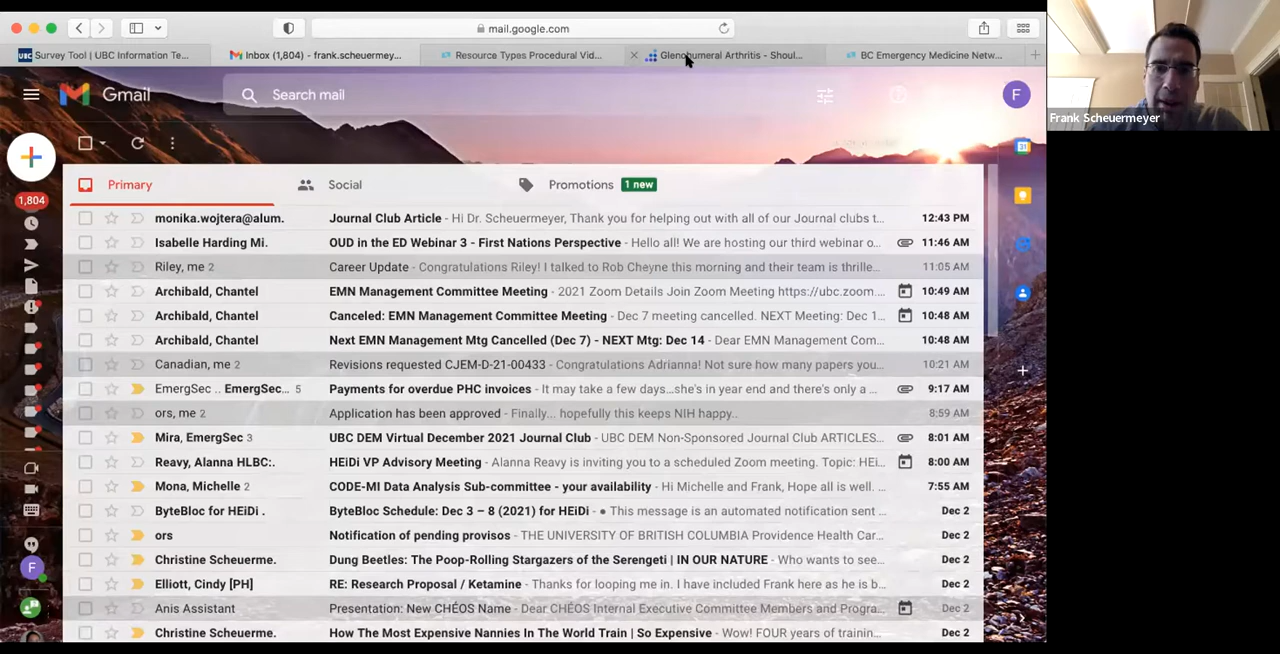 mail.google.com
UBC Survey Tool | UBC Information Te...
Inbox (1,804) - frank.scheuermey...
Resource Types Procedural Vid...
Glenohumeral Arthritis - Shoul...
BC Emergency Medicine Netw...
Gmail
Search mail
F
Frank Scheuermeyer
31
1,804
Primary
Social
Promotions 1 new
monika.wojtera@alum. Journal Club Article - Hi Dr. Scheuermeyer, Thank you for helping out with all of our Journal clubs t... 12:43 PM
Isabelle Harding Mi. OUD in the ED Webinar 3 - First Nations Perspective - Hello all! We are hosting our third webinar o... 11:46 AM
Riley, me 2 Career Update - Congratulations Riley! I talked to Rob Cheyne this morning and their team is thrille... 11:05 AM
Archibald, Chantel EMN Management Committee Meeting - 2021 Zoom Details Join Zoom Meeting https://ubc.zoom.... 10:49 AM
Archibald, Chantel Canceled: EMN Management Committee Meeting - Dec 7 meeting cancelled. NEXT Meeting: Dec 1... 10:48 AM
Archibald, Chantel Next EMN Management Mtg Cancelled (Dec 7) - NEXT Mtg: Dec 14 - Dear EMN Management Com... 10:48 AM
Canadian, me 2 Revisions requested CJEM-D-21-00433 - Congratulations Adrianna! Not sure how many papers you... 10:21 AM
EmergSec .. EmergSec... 5 Payments for overdue PHC invoices - It may take a few days...she's in year end and there's only a ... 9:17 AM
ors, me 2 Application has been approved - Finally... hopefully this keeps NIH happy.. 8:59 AM
Mira, EmergSec 3 UBC DEM Virtual December 2021 Journal Club - UBC DEM Non-Sponsored Journal Club ARTICLES... 8:01 AM
Reavy, Alanna HLBC:. HEiDi VP Advisory Meeting - Alanna Reavy is inviting you to a scheduled Zoom meeting. Topic: HEi... 8:00 AM
Mona, Michelle 2 CODE-MI Data Analysis Sub-committee - your availability - Hi Michelle and Frank, Hope all is well. ... 7:55 AM
ByteBloc for HEiDi . ByteBloc Schedule: Dec 3 – 8 (2021) for HEiDi - ● This message is an automated notification sent ... Dec 2
ors Notification of pending provisos - THE UNIVERSITY OF BRITISH COLUMBIA Providence Health Car... Dec 2
Christine Scheuerme. Dung Beetles: The Poop-Rolling Stargazers of the Serengeti | IN OUR NATURE - Who wants to see... Dec 2
Elliott, Cindy [PH] RE: Research Proposal / Ketamine - Thanks for looping me in. I have included Frank here as he is b... Dec 2
F
Anis Assistant Presentation: New CHÉOS Name - Dear CHÉOS Internal Executive Committee Members and Progra... Dec 2
Christine Scheuerme. How The Most Expensive Nannies In The World Train | So Expensive - Wow! FOUR years of trainin... Dec 2